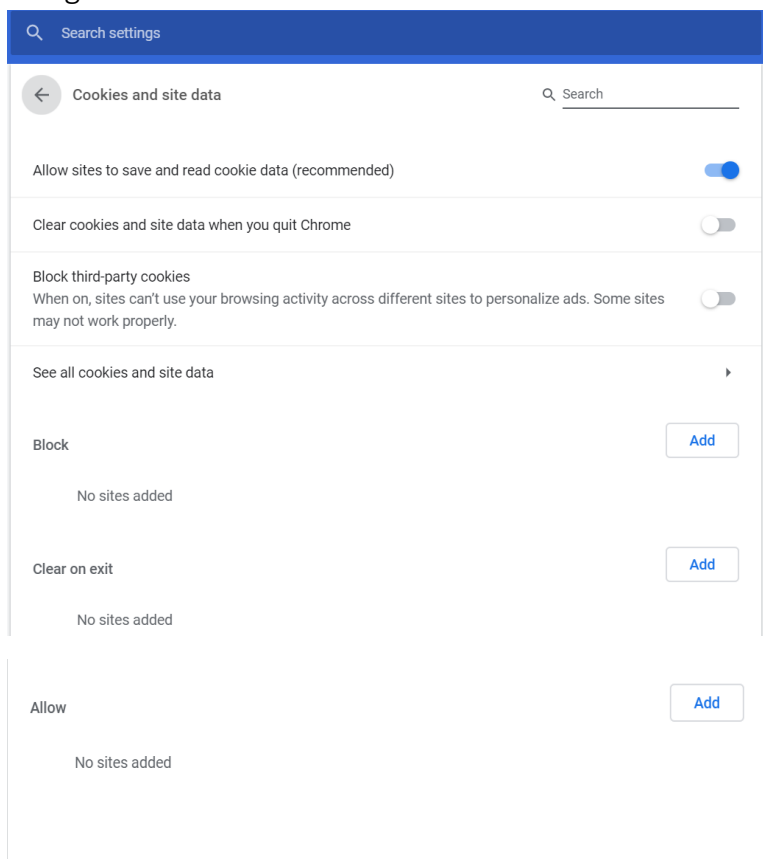 Search settings
Cookies and site data
Search
Allow sites to save and read cookie data (recommended)
Clear cookies and site data when you quit Chrome
Block third-party cookies
When on, sites can't use your browsing activity across different sites to personalize ads. Some sites
may not work properly.
See all cookies and site data
Block
Add
No sites added
Clear on exit
Add
No sites added
Allow
Add
No sites added